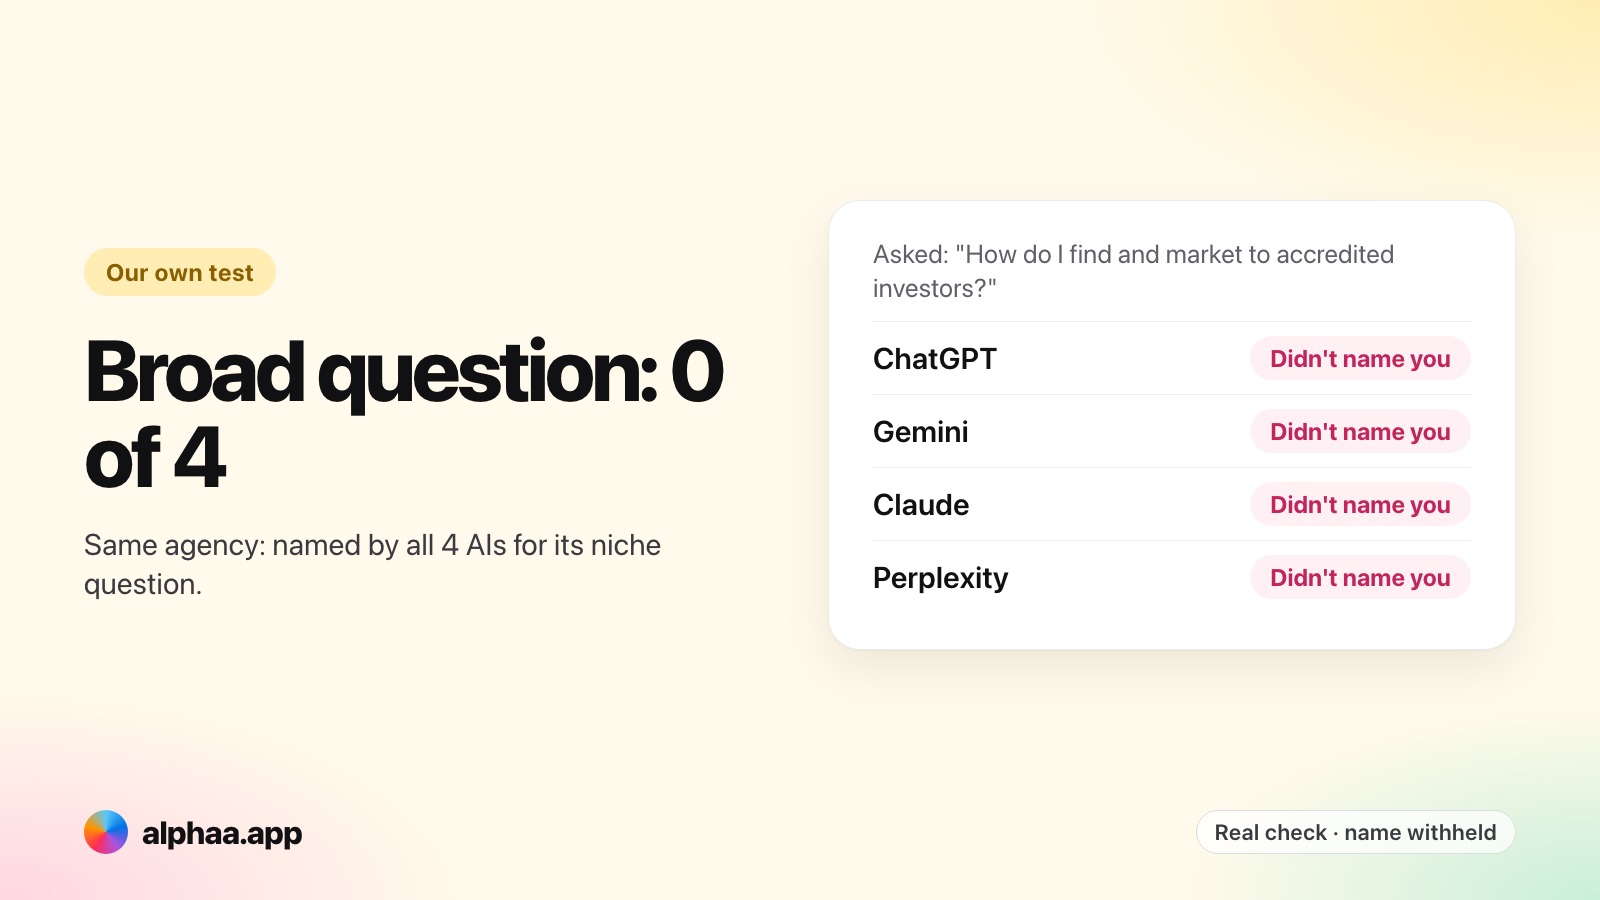 Our own test
Broad question: 0
of 4
Same agency: named by all 4 AIs for its niche
question.
Asked: "How do I find and market to accredited
investors?"
ChatGPT Didn't name you
Gemini Didn't name you
Claude Didn't name you
Perplexity Didn't name you
alphaa.app
Real check · name withheld